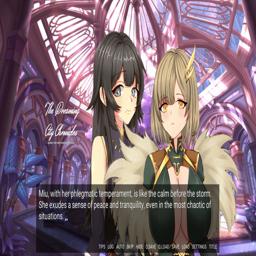 The Dreaming
City Chronicles
Miu, with her phlegmatic temperament, is like the calm before the storm.
She exudes a sense of peace and tranquility, even in the most chaotic of
situations.
TIPS LOG AUTO SKIP HIDE QSAVE QLOAD SAVE LOAD SETTINGS TITLE